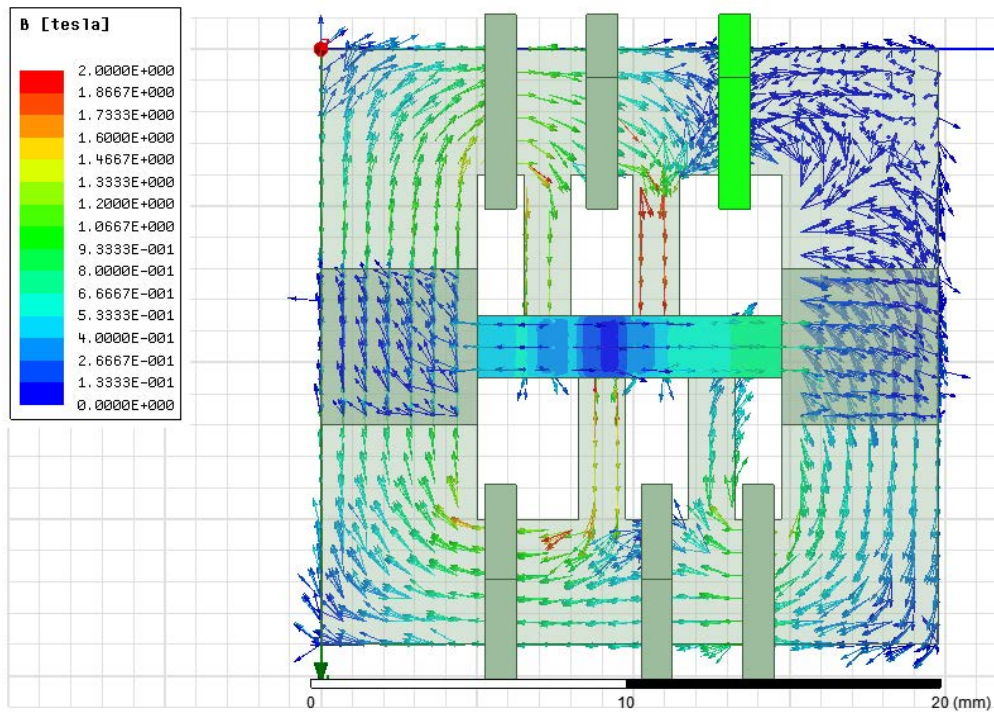 B [tesla]
2.0000E+000
1.8667E+000
1.7333E+000
1.6000E+000
1.4667E+000
1.3333E+000
1.2000E+000
1.0667E+000
9.3333E-001
8.0000E-001
6.6667E-001
5.3333E-001
4.0000E-001
2.6667E-001
1.3333E-001
0.0000E+000
0 10 20 (mm)